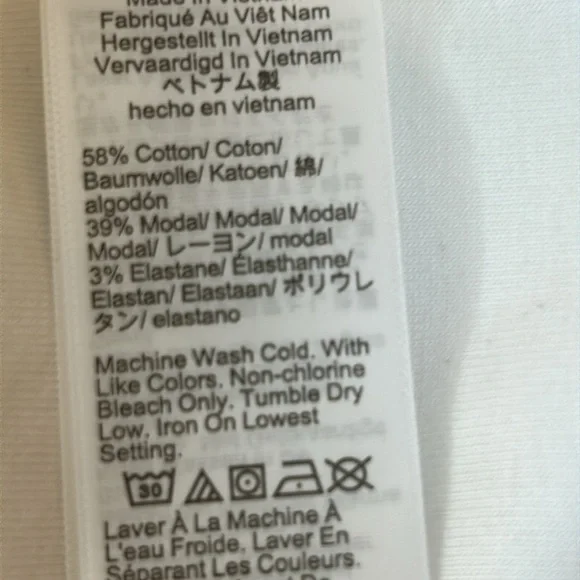 Made In Vietnam
Fabriqué Au Viêt Nam
Hergestellt In Vietnam
Vervaardigd In Vietnam
ベトナム製
hecho en vietnam
58% Cotton/ Coton/
Baumwolle/ Katoen/ 綿/
algodón
39% Modal/ Modal/ Modal/
Modal/ レーヨン/ modal
3% Elastane/ Élasthanne/
Elastan/ Elastaan/ ポリウレ
タン/ elastano
Machine Wash Cold. With
Like Colors. Non-chlorine
Bleach Only. Tumble Dry
Low. Iron On Lowest
Setting.
30
Laver À La Machine À
L'eau Froide. Laver En
Séparant Les Couleurs.